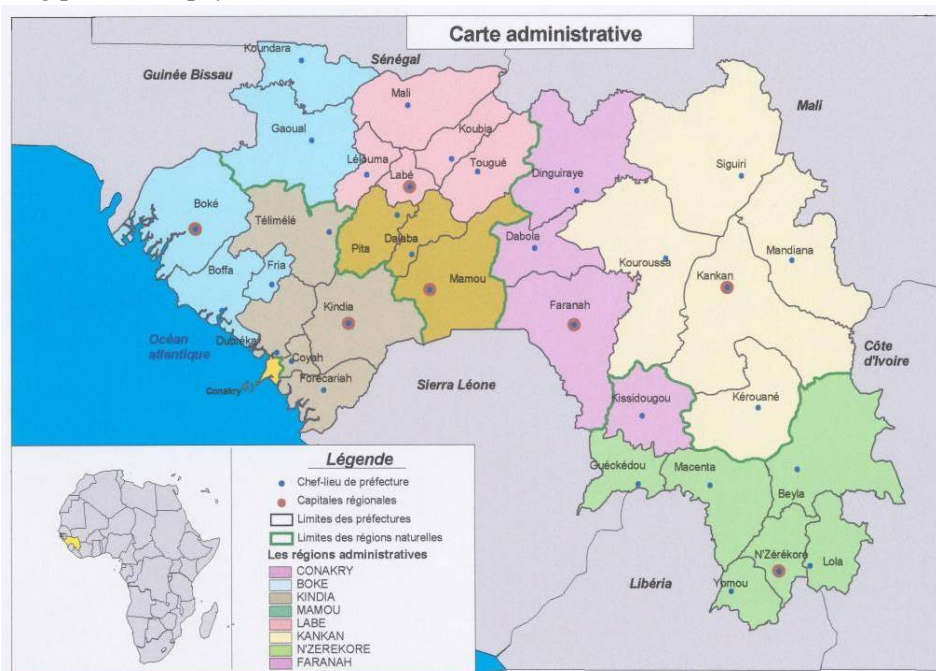 Carte administrative
Koundara
Guinée Bissau
Sénégal
Mali
Mali
Gaoual
Koubia
Lélouma
Labé
Tougué
Dinguiraye
Siguiri
Boké
Télimélé
Pita
Dalaba
Dabola
Mandiana
Boffa
Fria
Mamou
Kouroussa
Kankan
Kindia
Faranah
Océan
atlantique
Dubréka
Coyah
Conakry
Forécariah
Sierra Léone
Côte
d'Ivoire
Kissidougou
Kérouané
Guéckédou
Macenta
Beyla
N'Zérékoré
Lola
Yomou
Libéria
Légende
Chef-lieu de préfecture
Capitales régionales
Limites des préfectures
Limites des régions naturelles
Les régions administratives
CONAKRY
BOKE
KINDIA
MAMOU
LABE
KANKAN
N'ZEREKORE
FARANAH